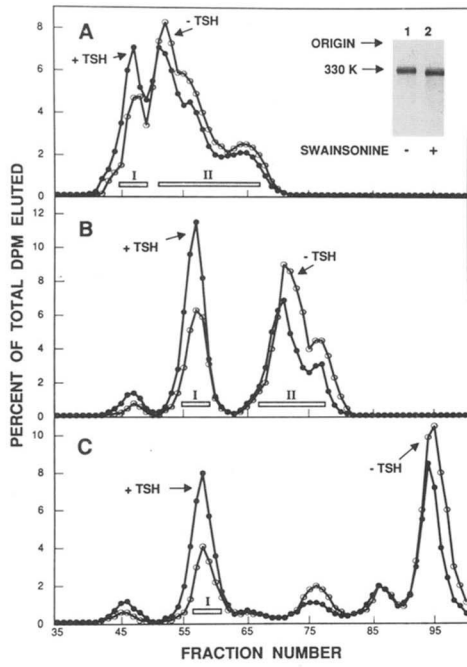 A
- TSH
+ TSH
1 2
ORIGIN
330 K
SWAINSONINE - +
I II
8
6
4
2
0
B
+ TSH
- TSH
I II
12
10
8
6
4
2
0
C
+ TSH
- TSH
I
10
8
6
4
2
0
35 45 55 65 75 85 95
PERCENT OF TOTAL DPM ELUTED
FRACTION NUMBER